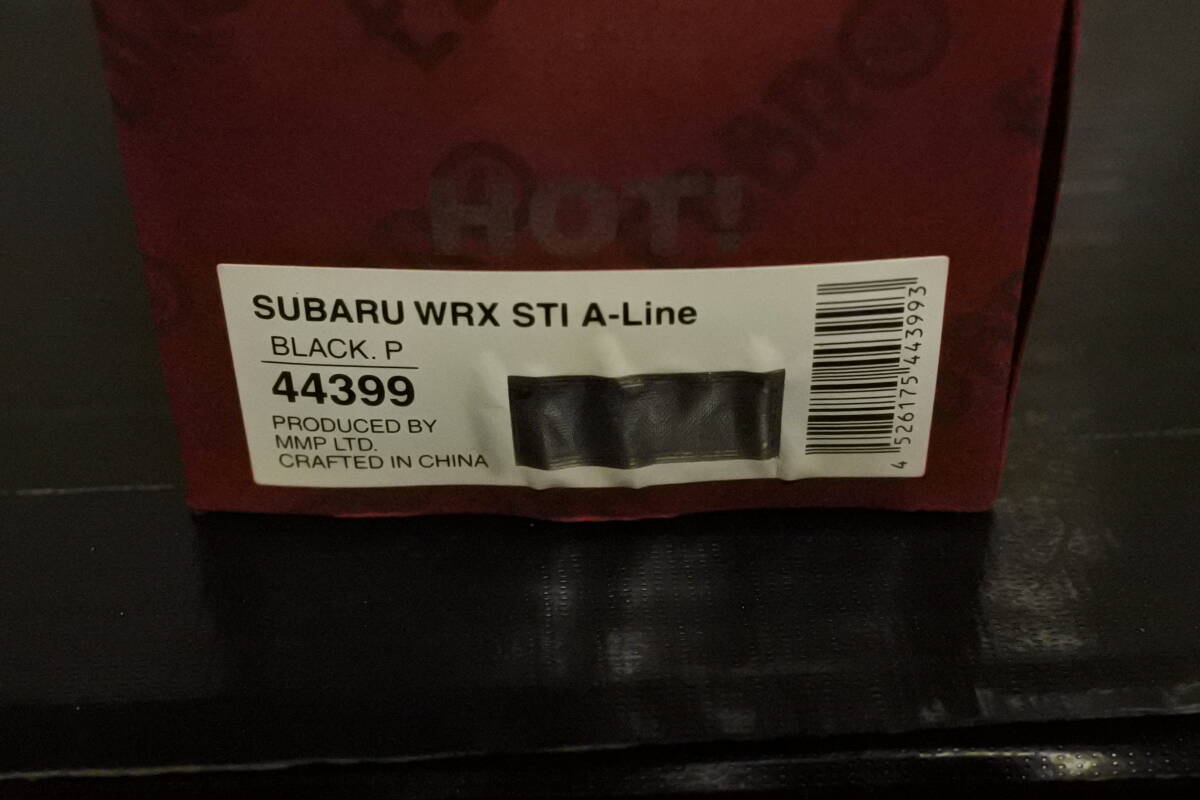 HOT!
SUBARU WRX STI A-Line
BLACK. P
44399
PRODUCED BY
MMP LTD.
CRAFTED IN CHINA
4 526175 443993